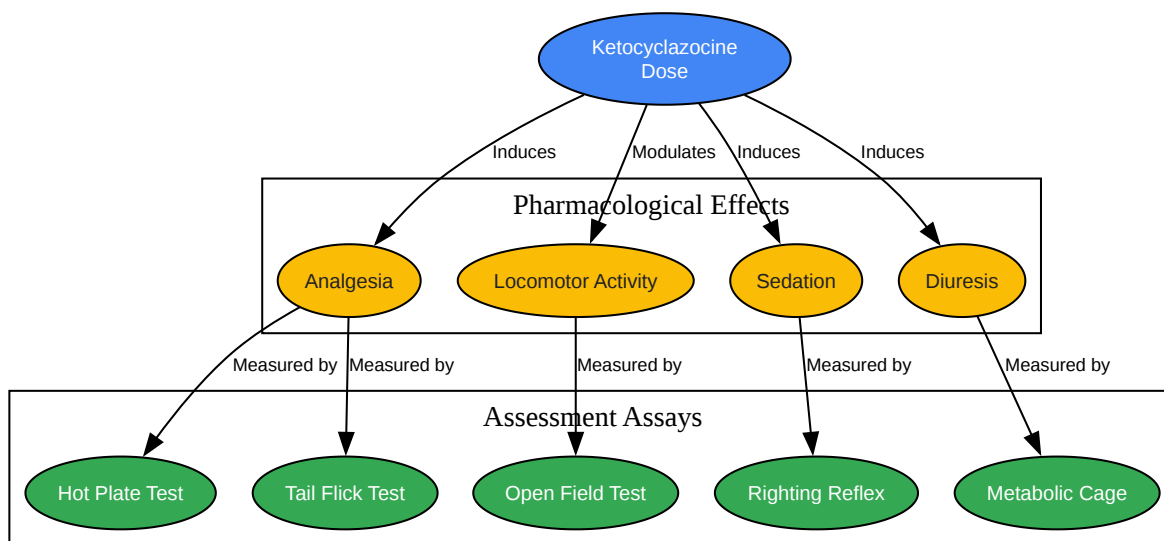 Ketocyclazocine
Dose
Induces
Modulates
Induces
Induces
Pharmacological Effects
Analgesia
Locomotor Activity
Sedation
Diuresis
Measured by
Measured by
Measured by
Measured by
Measured by
Assessment Assays
Hot Plate Test
Tail Flick Test
Open Field Test
Righting Reflex
Metabolic Cage